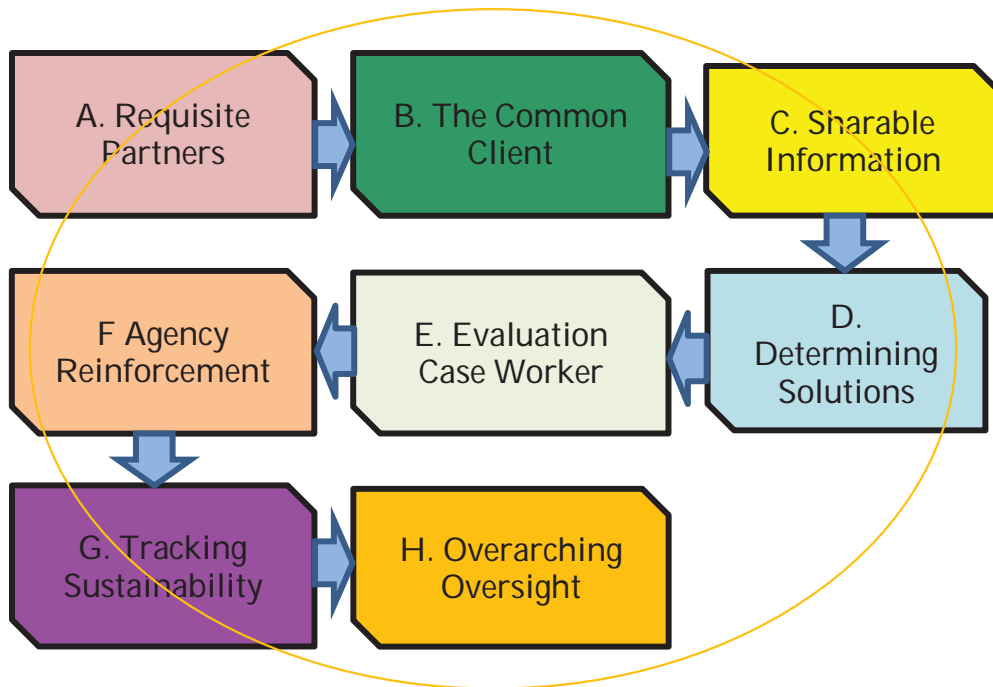 A. Requisite
Partners
B. The Common
Client
C. Sharable
Information
D.
Determining
Solutions
E. Evaluation
Case Worker
F Agency
Reinforcement
G. Tracking
Sustainability
H. Overarching
Oversight